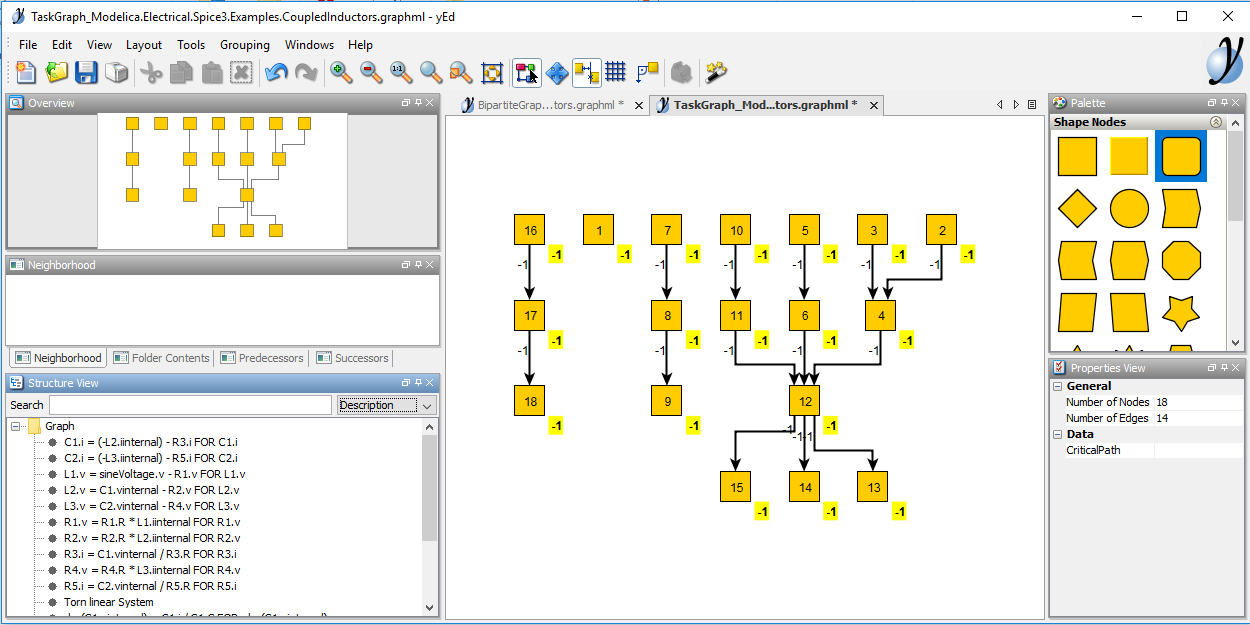 TaskGraph_Modelica.Electrical.Spice3.Examples.CoupledInductors.graphml - yEd
File Edit View Layout Tools Grouping Windows Help
1:1
Overview
BipartiteGrap...tors.graphml *
TaskGraph_Mod...tors.graphml *
Palette
Shape Nodes
16 1 7 10 5 3 2
-1 -1 -1 -1 -1 -1 -1
-1 -1 -1 -1 -1 -1
Neighborhood
17 8 11 6 4
-1 -1 -1 -1 -1
-1 -1 -1 -1 -1
Neighborhood Folder Contents Predecessors Successors
Properties View
Structure View
General
Search Description
Number of Nodes 18
Number of Edges 14
Data
CriticalPath
18 9 12
-1 -1 -1
-1 -1 -1
15 14 13
-1 -1 -1
Graph
C1.i = (-L2.iinternal) - R3.i FOR C1.i
C2.i = (-L3.iinternal) - R5.i FOR C2.i
L1.v = sineVoltage.v - R1.v FOR L1.v
L2.v = C1.vinternal - R2.v FOR L2.v
L3.v = C2.vinternal - R4.v FOR L3.v
R1.v = R1.R * L1.iinternal FOR R1.v
R2.v = R2.R * L2.iinternal FOR R2.v
R3.i = C1.vinternal / R3.R FOR R3.i
R4.v = R4.R * L3.iinternal FOR R4.v
R5.i = C2.vinternal / R5.R FOR R5.i
Torn linear System